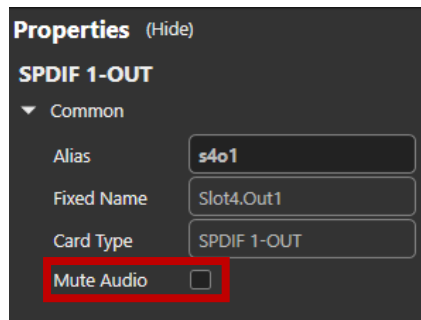 Properties (Hide)
SPDIF 1-OUT
Common
Alias s4o1
Fixed Name Slot4.Out1
Card Type SPDIF 1-OUT
Mute Audio